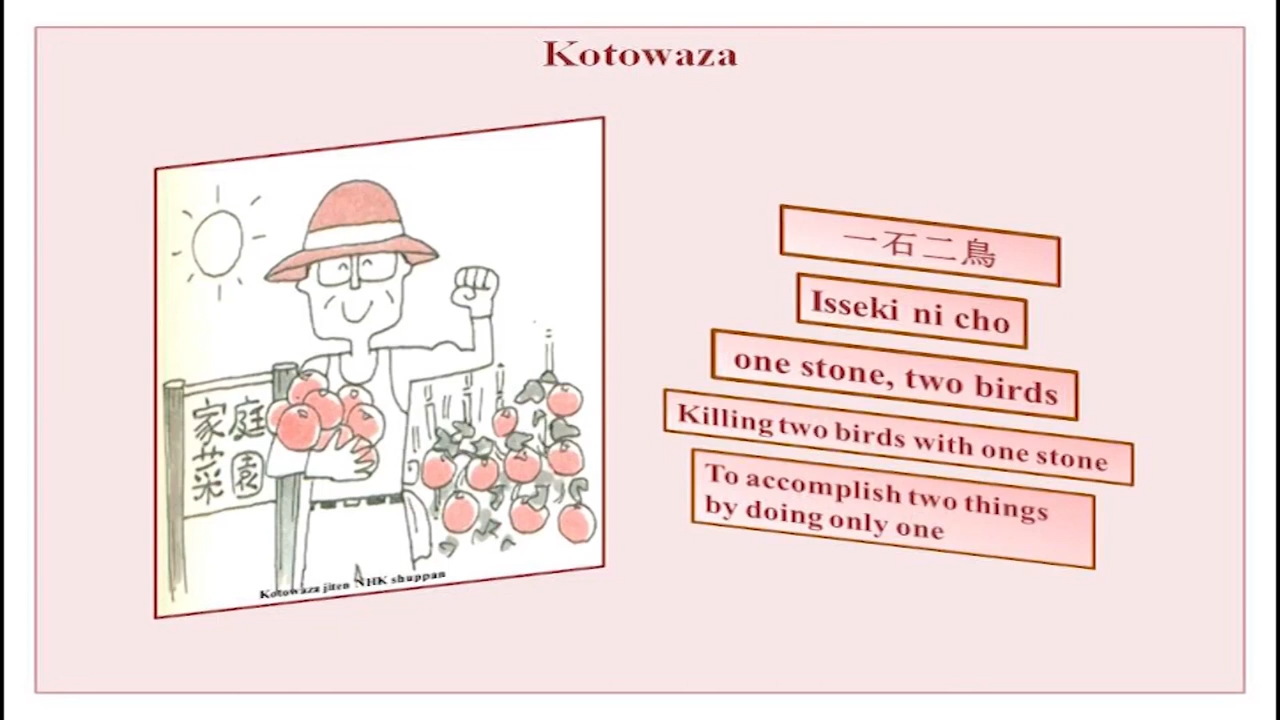 Kotowaza
家庭
菜園
Kotowaza jiten NHK shuppan
一石二鳥
Isseki ni cho
one stone, two birds
Killing two birds with one stone
To accomplish two things
by doing only one